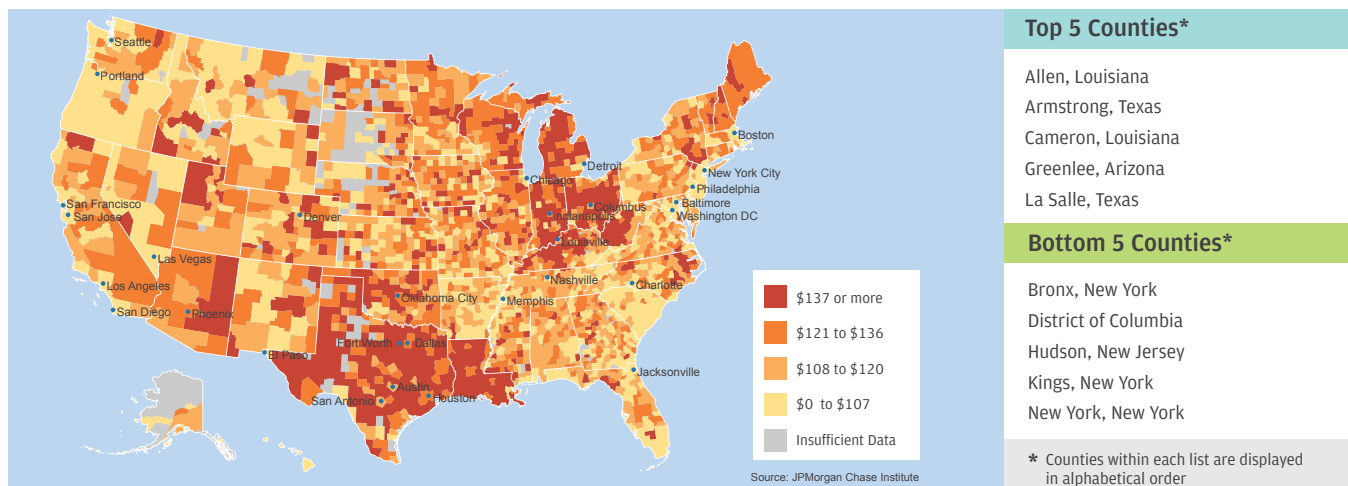 Seattle
Portland
San Francisco
San Jose
Las Vegas
Los Angeles
San Diego
Phoenix
El Paso
Denver
Oklahoma City
Fort Worth
Dallas
Austin
San Antonio
Houston
Chicago
Detroit
Indianapolis
Columbus
Louisville
Nashville
Memphis
Charlotte
Jacksonville
Boston
New York City
Philadelphia
Baltimore
Washington DC
$137 or more
$121 to $136
$108 to $120
$0 to $107
Insufficient Data
Source: JPMorgan Chase Institute
Top 5 Counties*
Allen, Louisiana
Armstrong, Texas
Cameron, Louisiana
Greenlee, Arizona
La Salle, Texas
Bottom 5 Counties*
Bronx, New York
District of Columbia
Hudson, New Jersey
Kings, New York
New York, New York
* Counties within each list are displayed
in alphabetical order